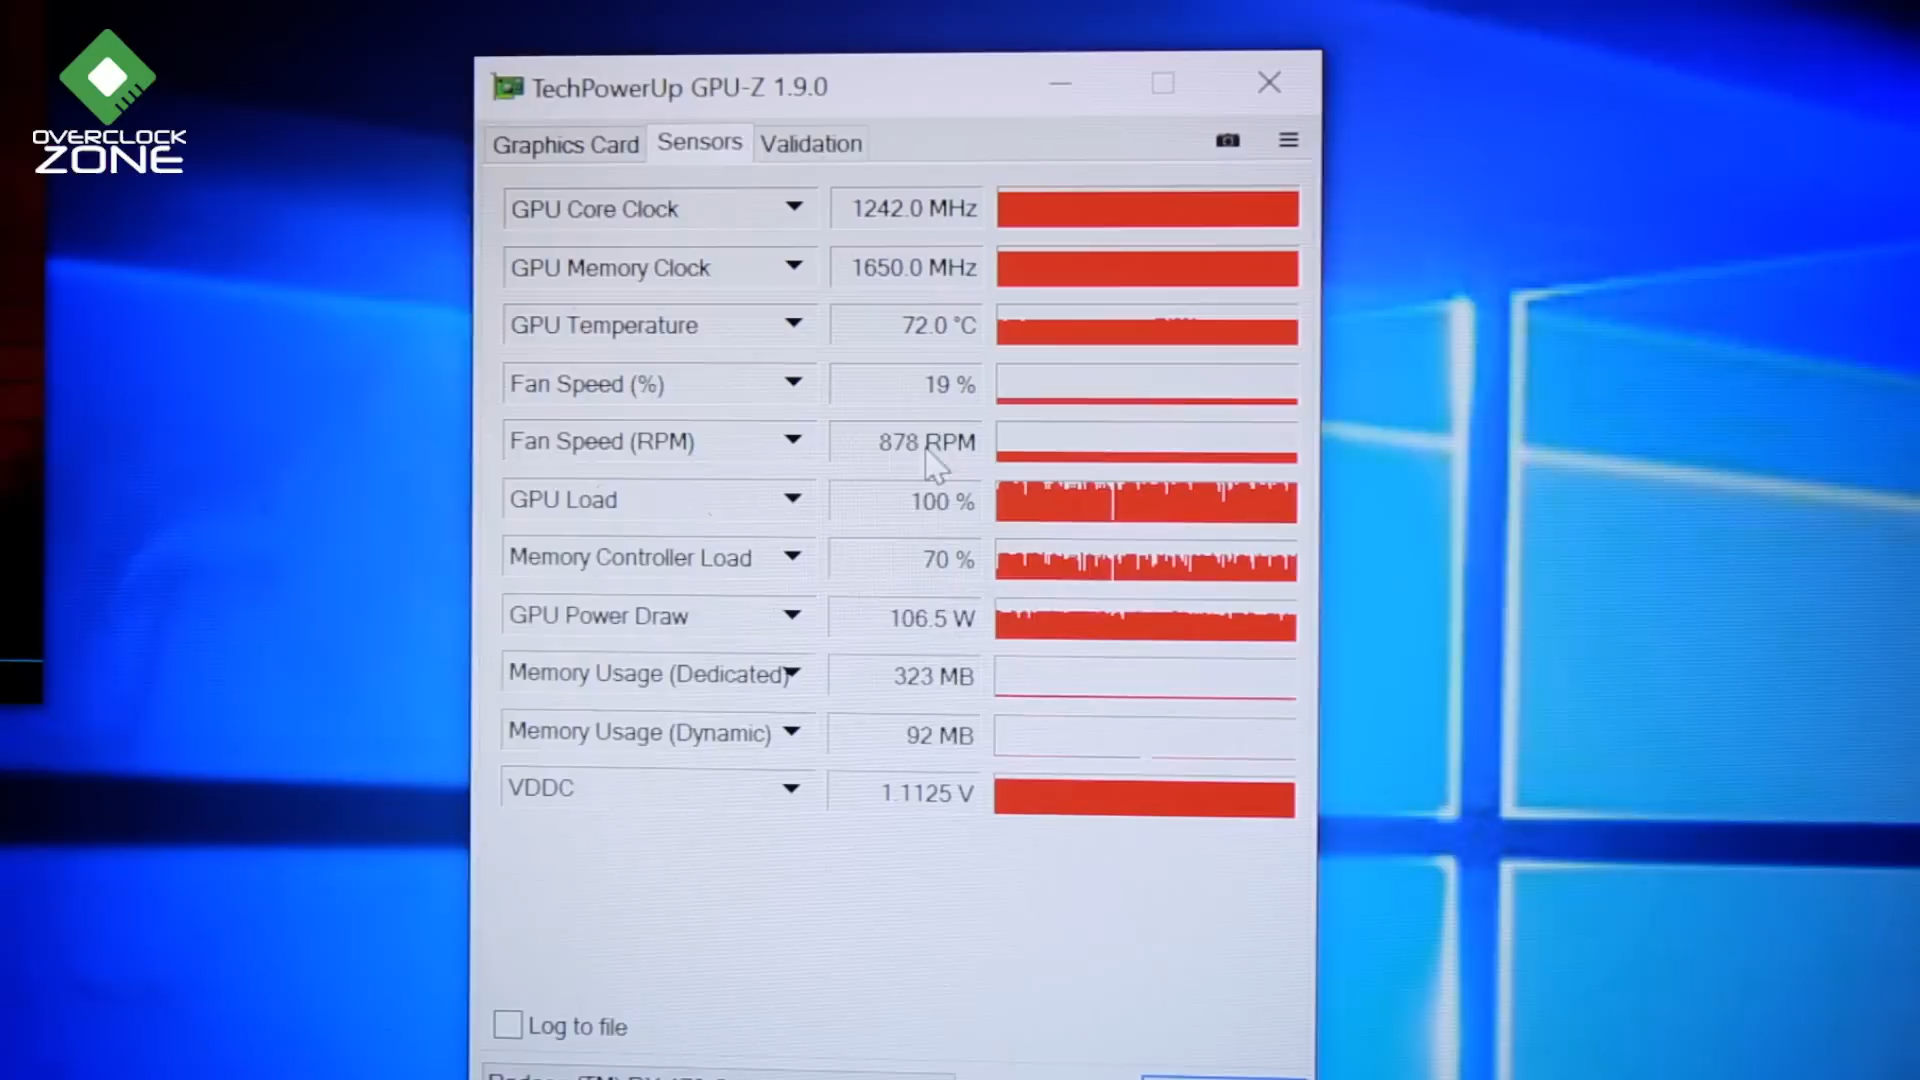 OVERCLOCK
ZONE
TechPowerUp GPU-Z 1.9.0
Graphics Card Sensors Validation
GPU Core Clock 1242.0 MHz
GPU Memory Clock 1650.0 MHz
GPU Temperature 72.0 °C
Fan Speed (%) 19 %
Fan Speed (RPM) 878 RPM
GPU Load 100 %
Memory Controller Load 70 %
GPU Power Draw 106.5 W
Memory Usage (Dedicated) 323 MB
Memory Usage (Dynamic) 92 MB
VDDC 1.1125 V
Log to file